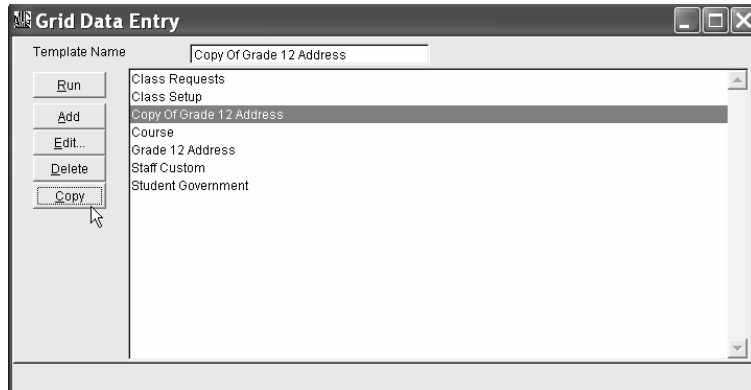 Grid Data Entry
Template Name
Copy Of Grade 12 Address
Run
Add
Edit...
Delete
Copy
Class Requests
Class Setup
Copy Of Grade 12 Address
Course
Grade 12 Address
Staff Custom
Student Government